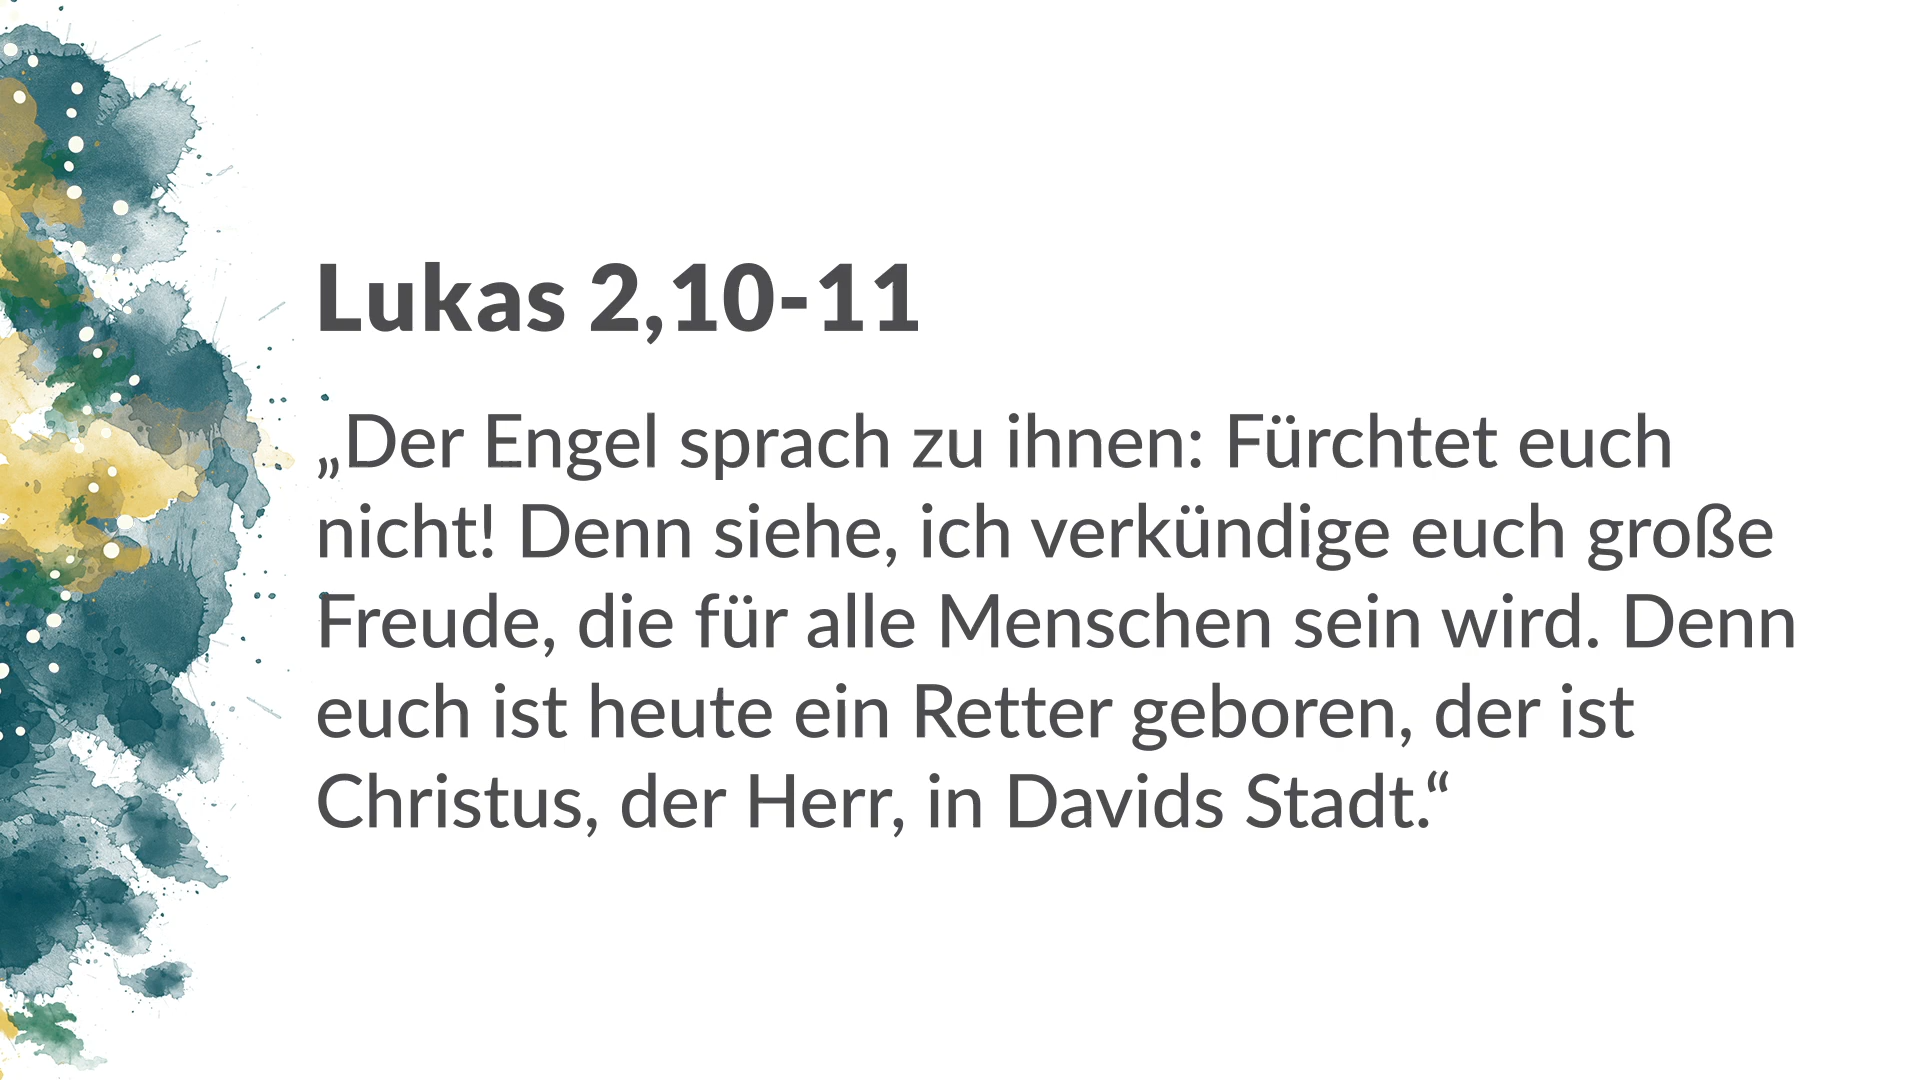 Lukas 2,10-11
„Der Engel sprach zu ihnen: Fürchtet euch
nicht! Denn siehe, ich verkündige euch große
Freude, die für alle Menschen sein wird. Denn
euch ist heute ein Retter geboren, der ist
Christus, der Herr, in Davids Stadt.“